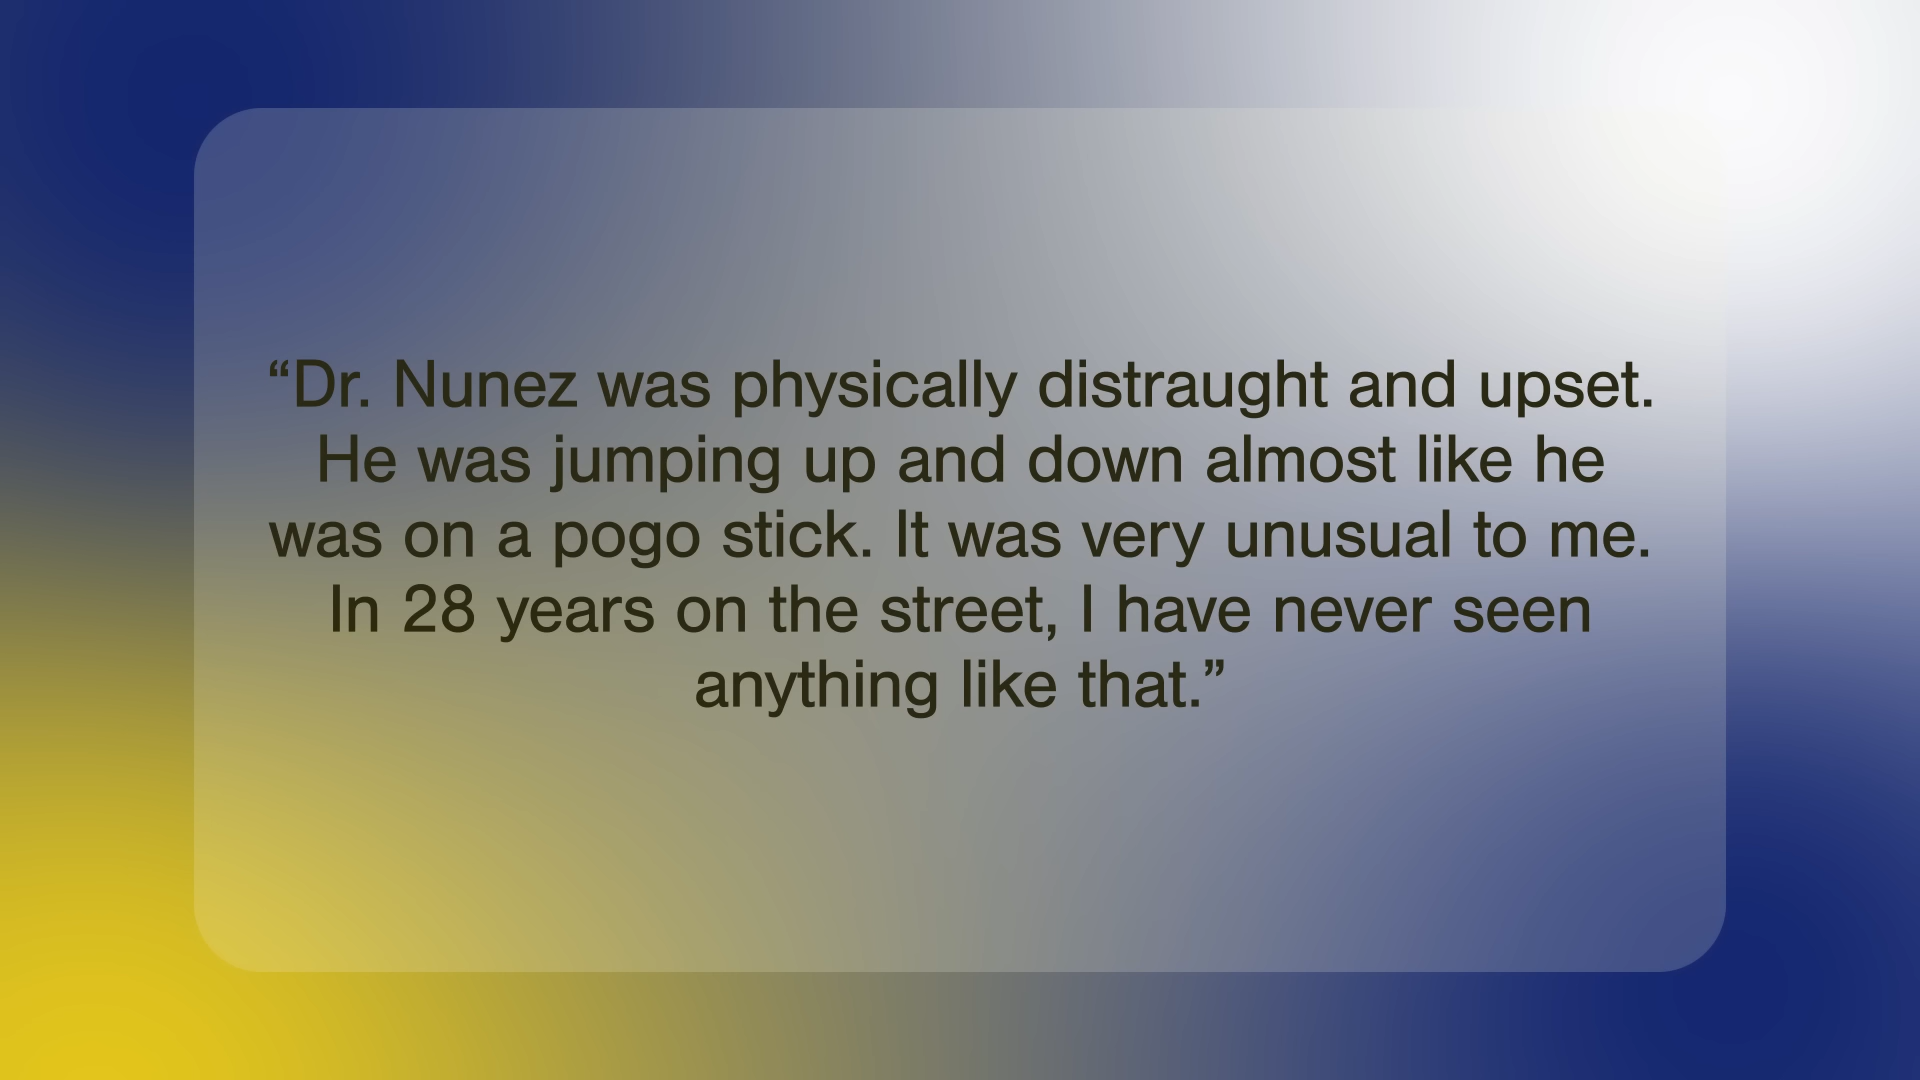 “Dr. Nunez was physically distraught and upset.
He was jumping up and down almost like he
was on a pogo stick. It was very unusual to me.
In 28 years on the street, I have never seen
anything like that.”